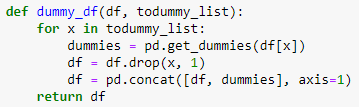 def dummy_df(df, todummy_list):
    for x in todummy_list:
        dummies = pd.get_dummies(df[x])
        df = df.drop(x, 1)
        df = pd.concat([df, dummies], axis=1)
    return df